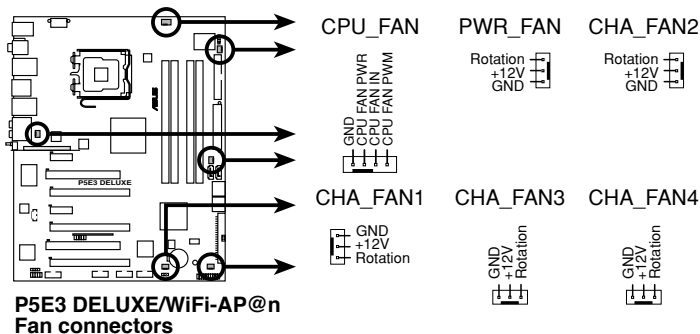 CPU_FAN
PWR_FAN
CHA_FAN2
GND
CPU FAN PWR
CPU FAN IN
CPU FAN PWM
Rotation
+12V
GND
Rotation
+12V
GND
ASUS
P5E3 DELUXE
CHA_FAN1
CHA_FAN3
CHA_FAN4
GND
+12V
Rotation
GND
+12V
Rotation
GND
+12V
Rotation
P5E3 DELUXE/WiFi-AP@n
Fan connectors